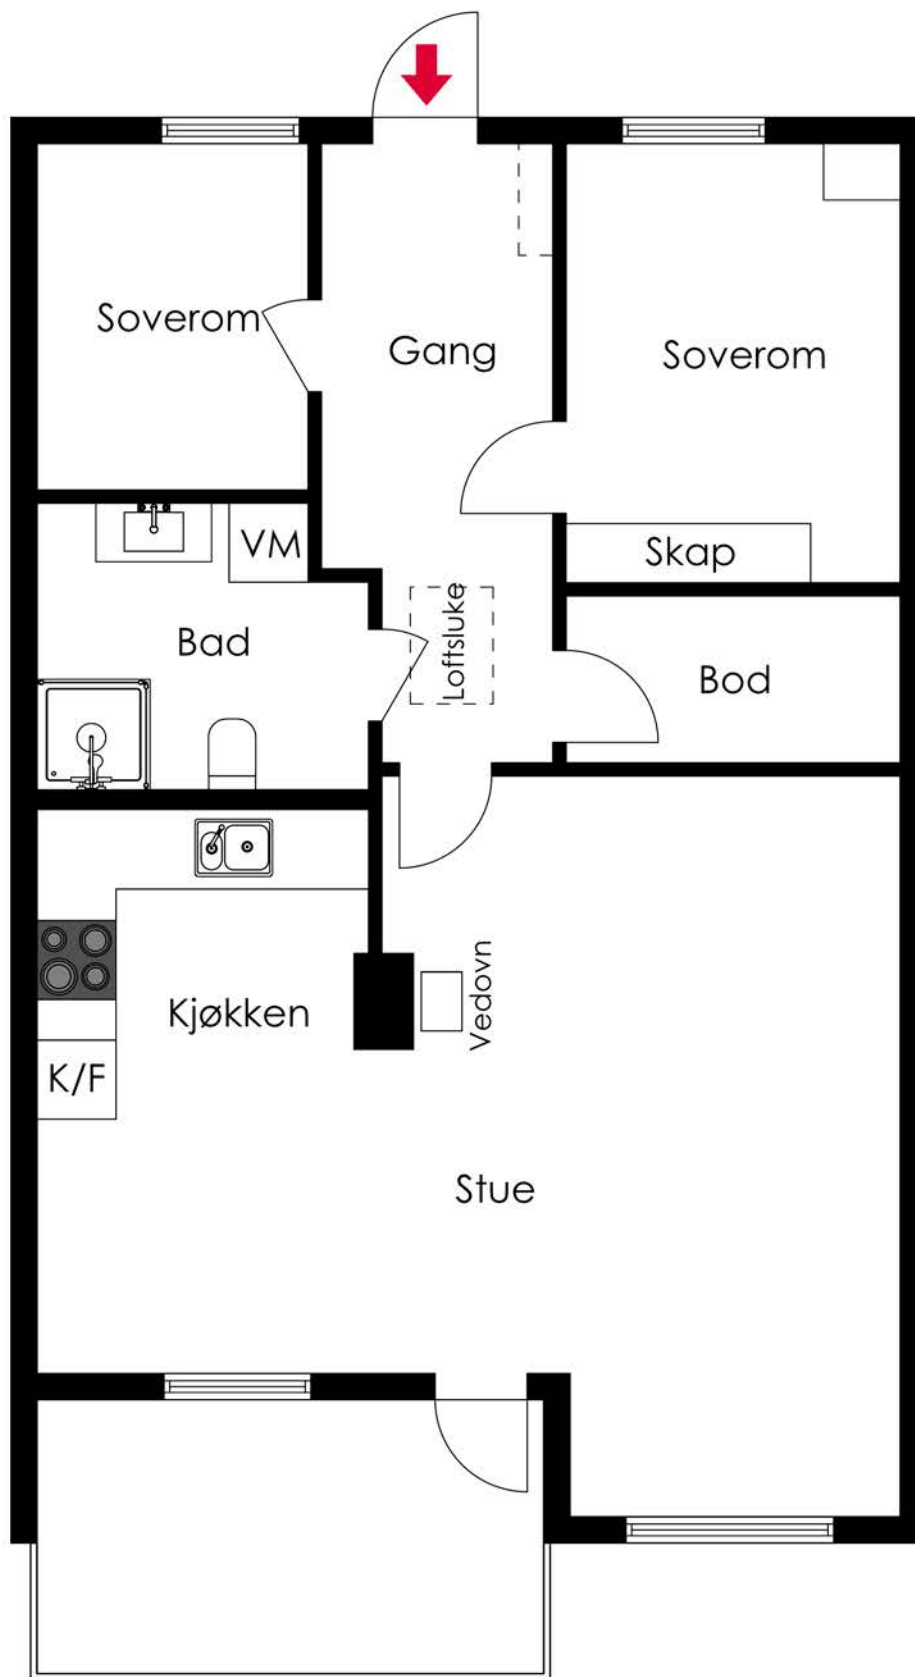 Soverom
Gang
Soverom
VM
Skap
Bad
Loftsluke
Bod
Kjøkken
Vedovn
K/F
Stue